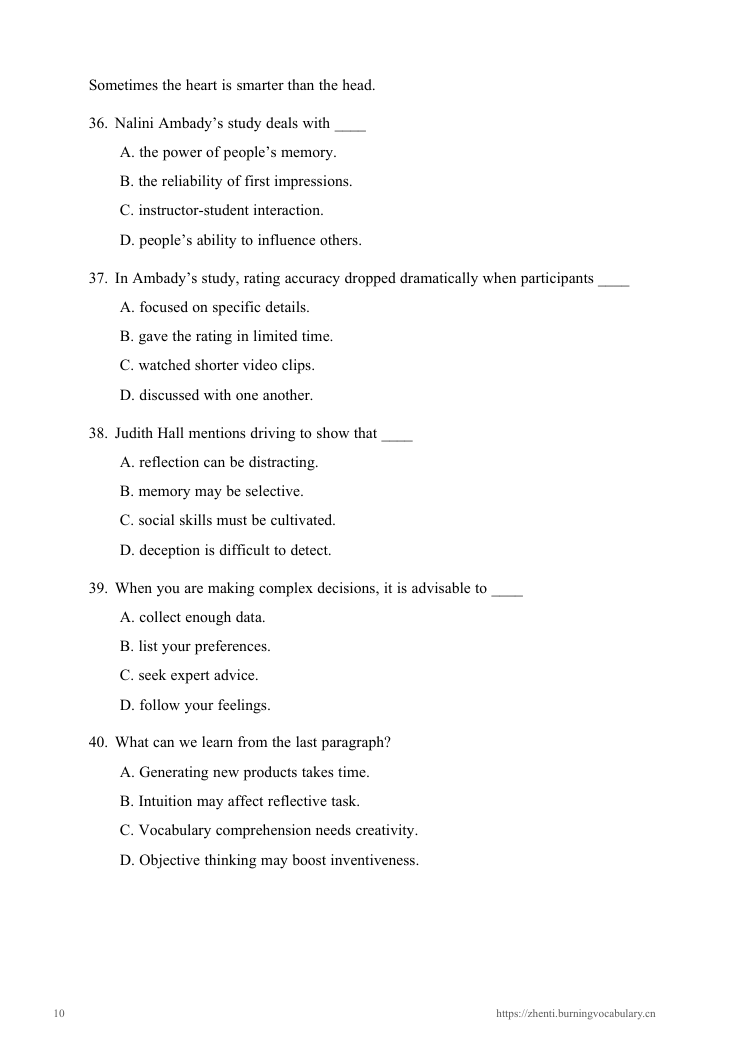 Sometimes the heart is smarter than the head.
36. Nalini Ambady’s study deals with ____
A. the power of people’s memory.
B. the reliability of first impressions.
C. instructor-student interaction.
D. people’s ability to influence others.
37. In Ambady’s study, rating accuracy dropped dramatically when participants ____
A. focused on specific details.
B. gave the rating in limited time.
C. watched shorter video clips.
D. discussed with one another.
38. Judith Hall mentions driving to show that ____
A. reflection can be distracting.
B. memory may be selective.
C. social skills must be cultivated.
D. deception is difficult to detect.
39. When you are making complex decisions, it is advisable to ____
A. collect enough data.
B. list your preferences.
C. seek expert advice.
D. follow your feelings.
40. What can we learn from the last paragraph?
A. Generating new products takes time.
B. Intuition may affect reflective task.
C. Vocabulary comprehension needs creativity.
D. Objective thinking may boost inventiveness.
10 https://zhenti.burningvocabulary.cn